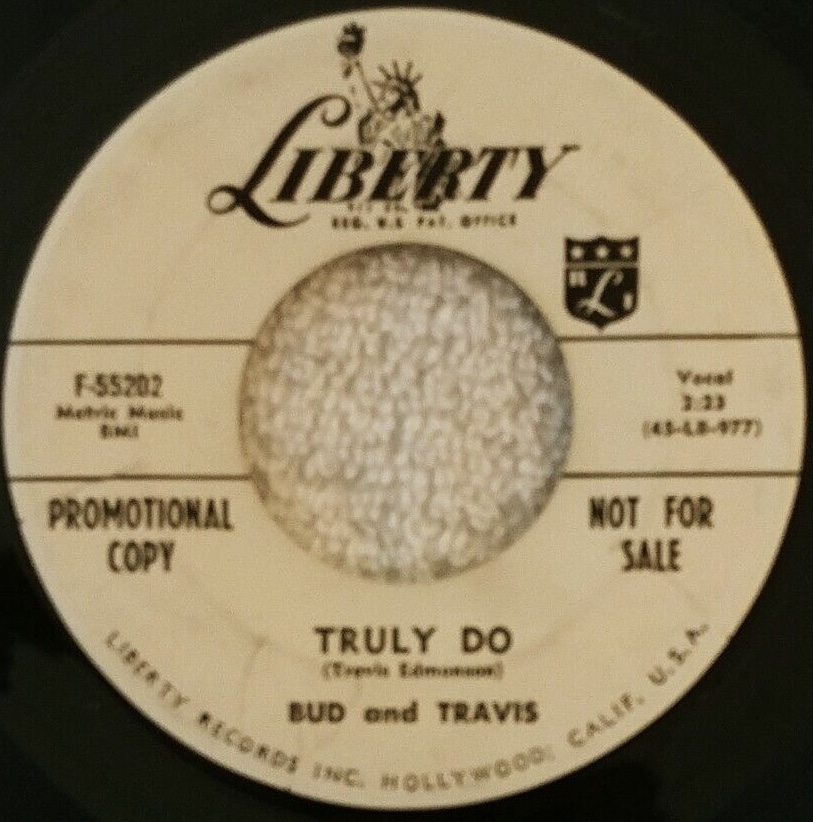 LIBERTY
REG. U.S. PAT. OFFICE
L
F-55202
Metric Music
BMI
Vocal
2:23
(45-LB-977)
PROMOTIONAL
COPY
NOT FOR
SALE
TRULY DO
(Travis Edmonson)
BUD and TRAVIS
LIBERTY RECORDS INC. HOLLYWOOD, CALIF. U.S.A.